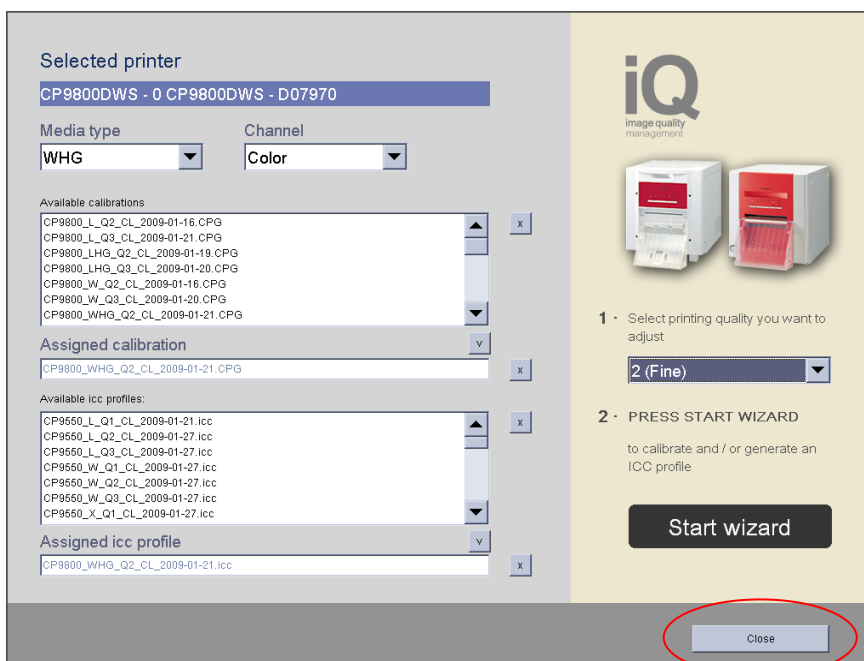 Selected printer
CP9800DWS - 0 CP9800DWS - D07970
Media type
Channel
WHG
Color
Available calibrations
CP9800_L_Q2_CL_2009-01-16.CPG
CP9800_L_Q3_CL_2009-01-21.CPG
CP9800_LHG_Q2_CL_2009-01-19.CPG
CP9800_LHG_Q3_CL_2009-01-20.CPG
CP9800_W_Q2_CL_2009-01-16.CPG
CP9800_W_Q3_CL_2009-01-20.CPG
CP9800_WHG_Q2_CL_2009-01-21.CPG
x
Assigned calibration
v
CP9800_WHG_Q2_CL_2009-01-21.CPG
x
Available icc profiles:
CP9550_L_Q1_CL_2009-01-21.icc
CP9550_L_Q2_CL_2009-01-27.icc
CP9550_L_Q3_CL_2009-01-27.icc
CP9550_W_Q1_CL_2009-01-27.icc
CP9550_W_Q2_CL_2009-01-27.icc
CP9550_W_Q3_CL_2009-01-27.icc
CP9550_X_Q1_CL_2009-01-27.icc
x
Assigned icc profile
v
CP9800_WHG_Q2_CL_2009-01-21.icc
x
iQ
image quality
management
1 - Select printing quality you want to
adjust
2 (Fine)
2 - PRESS START WIZARD
to calibrate and / or generate an
ICC profile
Start wizard
Close